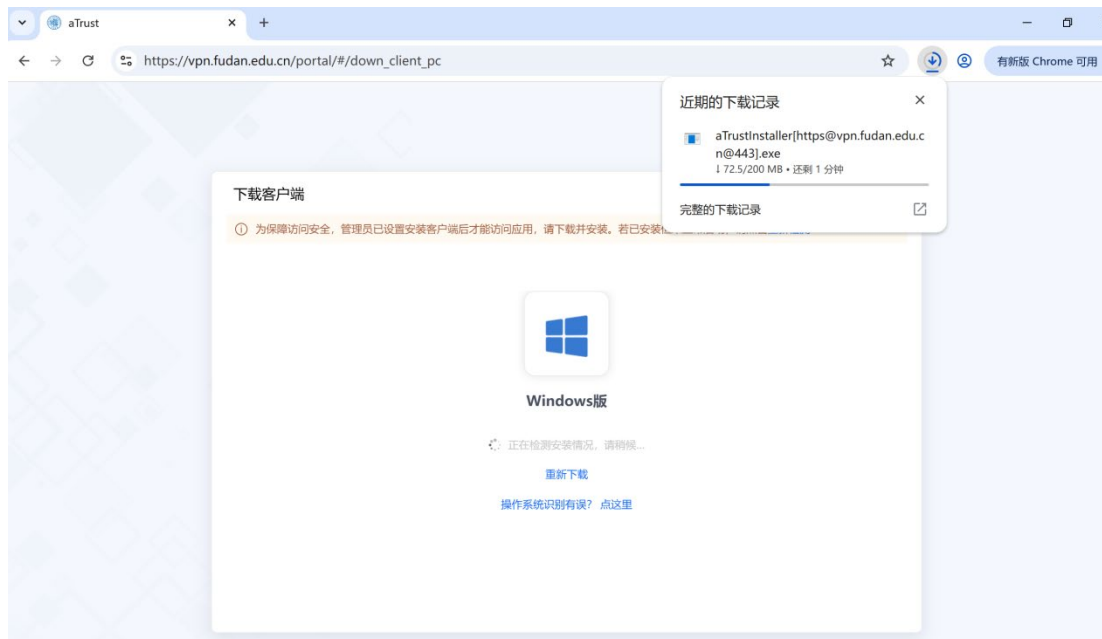 aTrust
https://vpn.fudan.edu.cn/portal/#/down_client_pc
有新版 Chrome 可用
近期的下载记录
aTrustInstaller[https@vpn.fudan.edu.c
n@443].exe
↓ 72.5/200 MB • 还剩 1 分钟
完整的下载记录
下载客户端
为保障访问安全,管理员已设置安装客户端后才能访问应用,请下载并安装。若已安装
Windows版
正在检测安装情况,请稍候...
重新下载
操作系统识别有误? 点这里